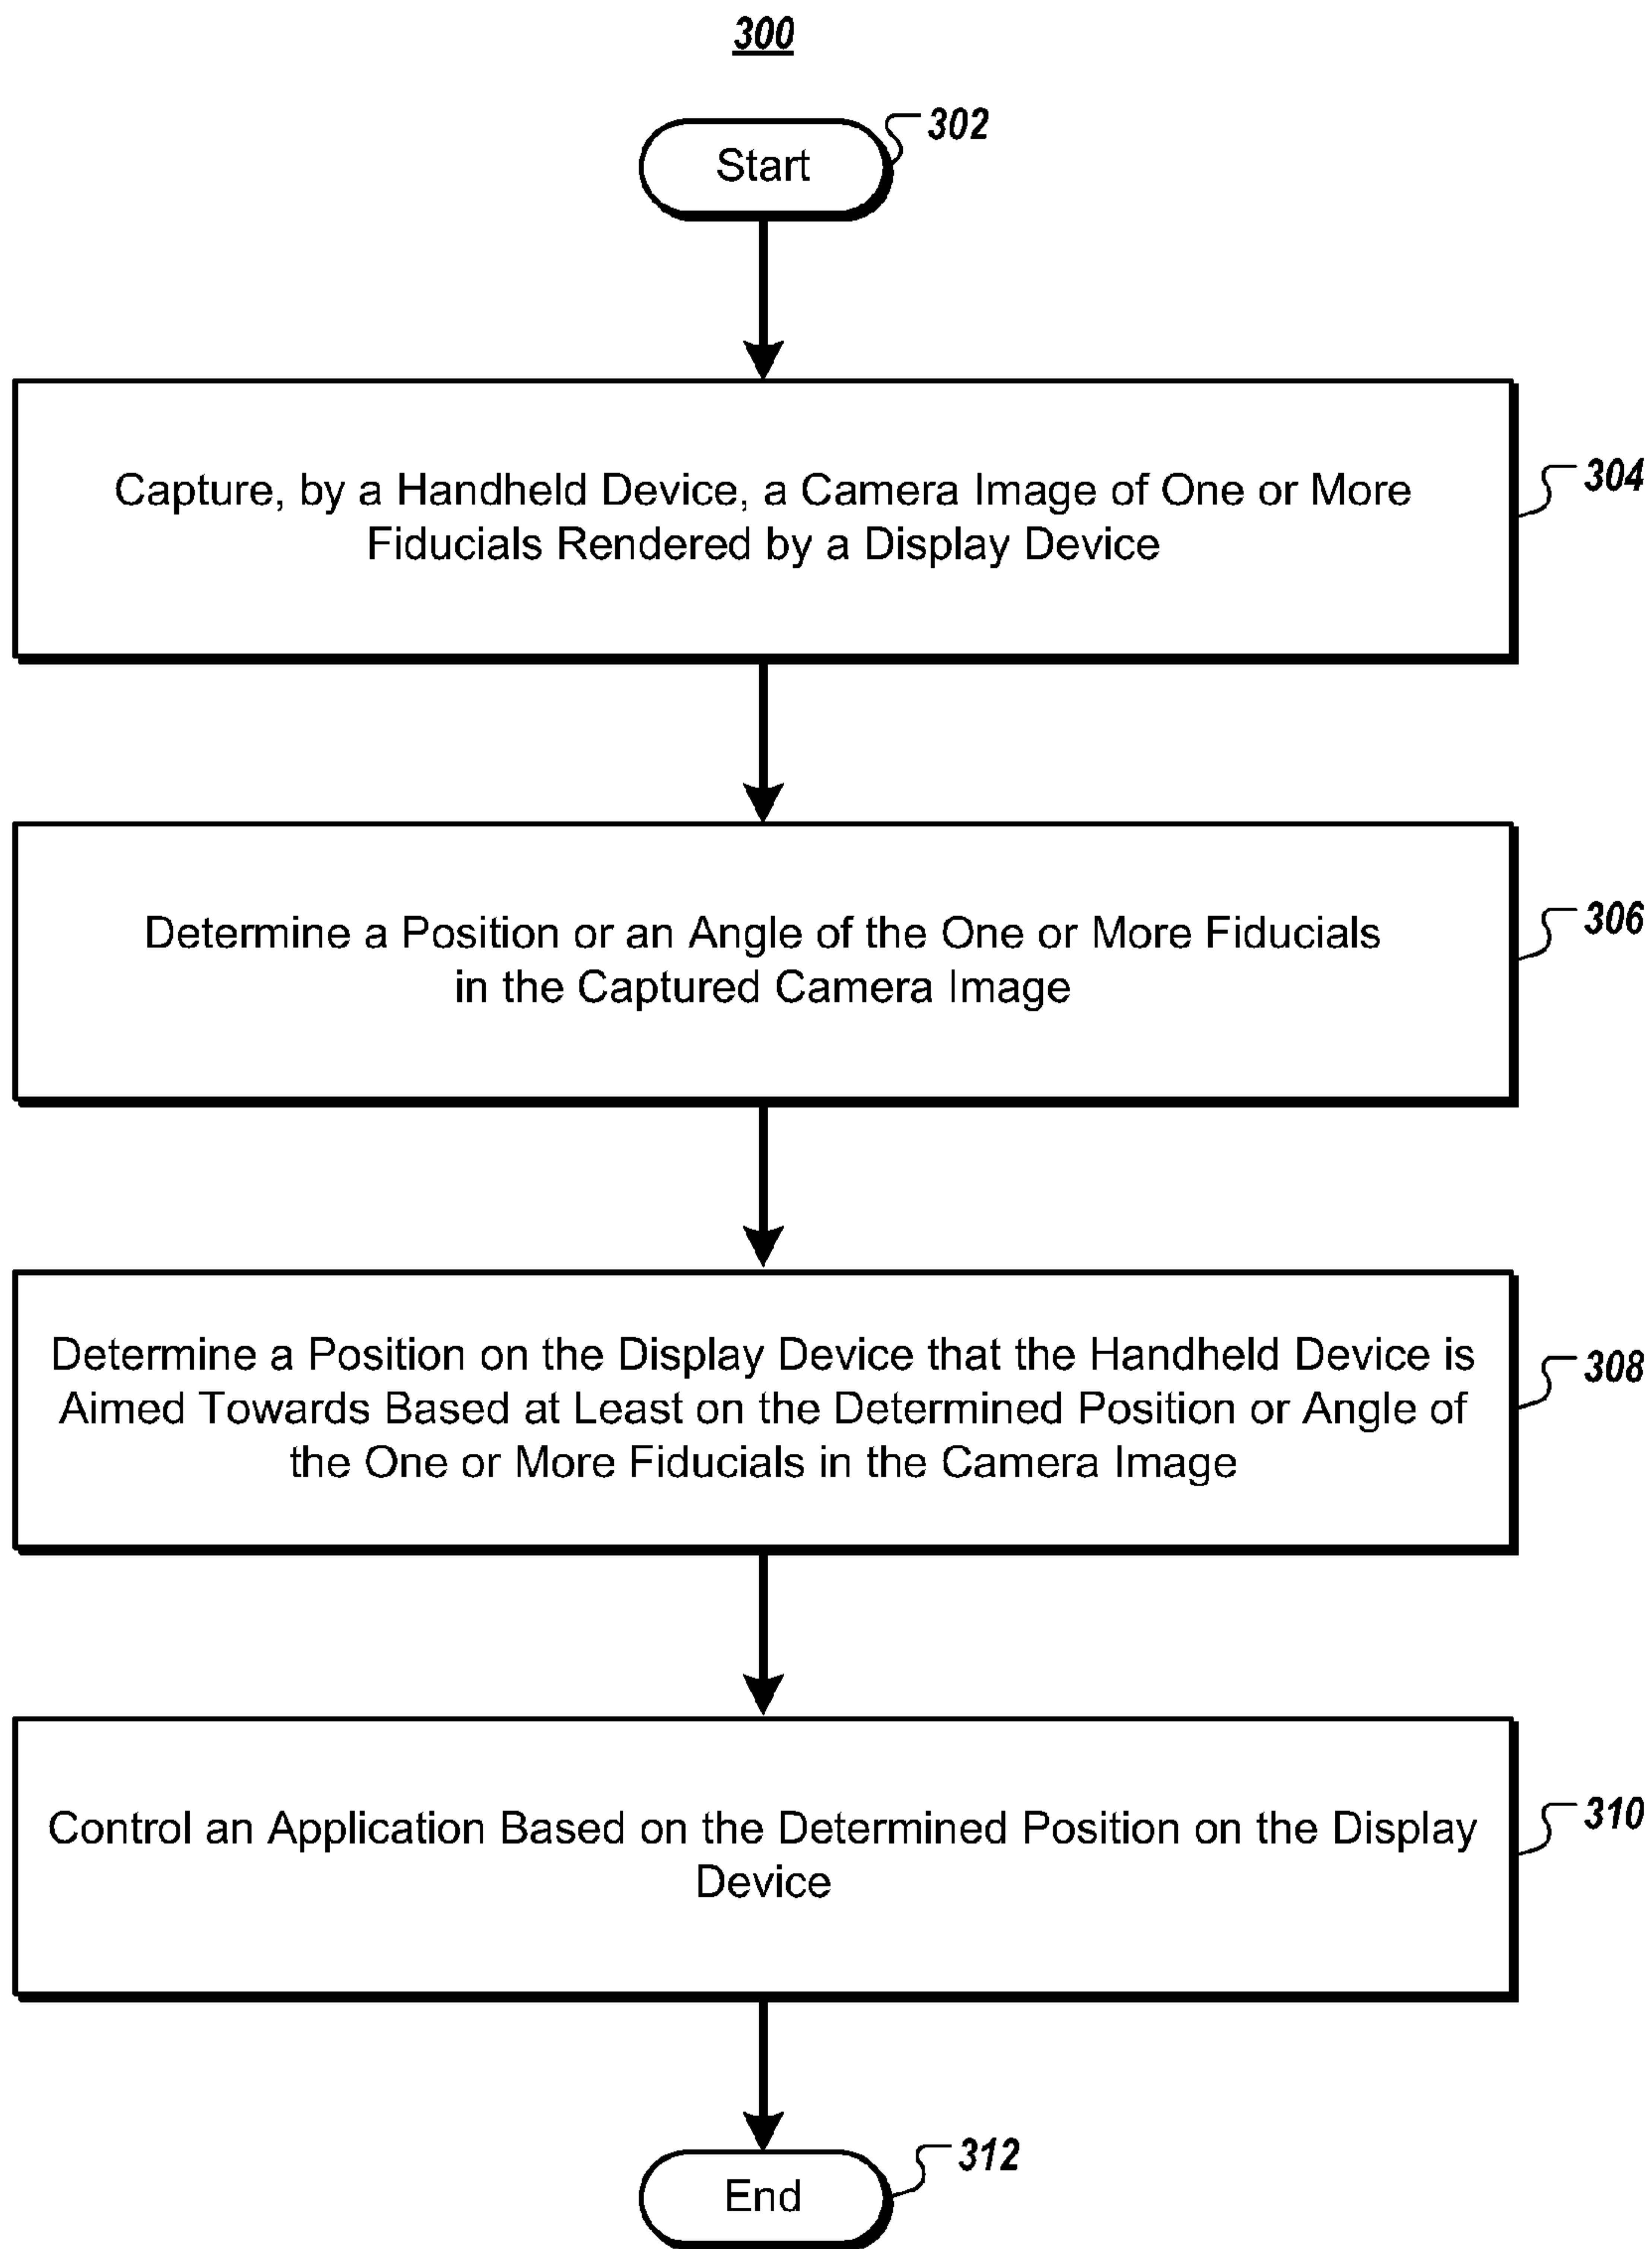 300
302
Start
Capture, by a Handheld Device, a Camera Image of One or More
Fiducials Rendered by a Display Device
304
Determine a Position or an Angle of the One or More Fiducials
in the Captured Camera Image
306
Determine a Position on the Display Device that the Handheld Device is
Aimed Towards Based at Least on the Determined Position or Angle of
the One or More Fiducials in the Camera Image
308
Control an Application Based on the Determined Position on the Display
Device
310
End
312